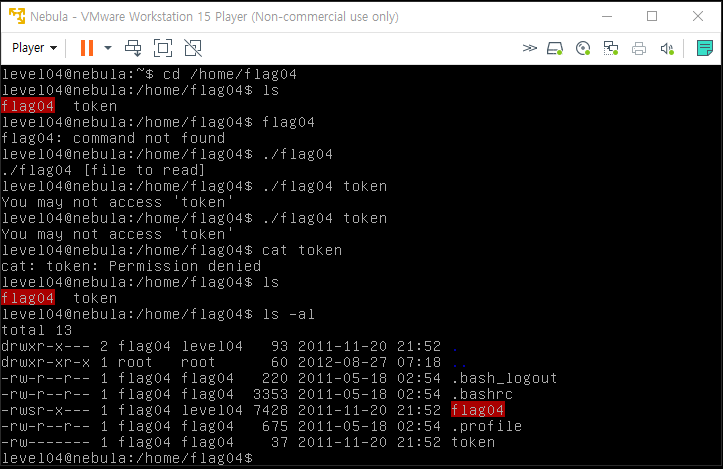 Nebula - VMware Workstation 15 Player (Non-commercial use only)
Player
level04@nebula:~$ cd /home/flag04
level04@nebula:/home/flag04$ ls
flag04  token
level04@nebula:/home/flag04$ flag04
flag04: command not found
level04@nebula:/home/flag04$ ./flag04
./flag04 [file to read]
level04@nebula:/home/flag04$ ./flag04 token
You may not access 'token'
level04@nebula:/home/flag04$ ./flag04 token
You may not access 'token'
level04@nebula:/home/flag04$ cat token
cat: token: Permission denied
level04@nebula:/home/flag04$ ls
flag04  token
level04@nebula:/home/flag04$ ls -al
total 13
drwxr-x--- 2 flag04 level04   93 2011-11-20 21:52 .
drwxr-xr-x 1 root   root      60 2012-08-27 07:18 ..
-rw-r--r-- 1 flag04 flag04   220 2011-05-18 02:54 .bash_logout
-rw-r--r-- 1 flag04 flag04  3353 2011-05-18 02:54 .bashrc
-rwsr-x--- 1 flag04 level04 7428 2011-11-20 21:52 flag04
-rw-r--r-- 1 flag04 flag04   675 2011-05-18 02:54 .profile
-rw------- 1 flag04 flag04    37 2011-11-20 21:52 token
level04@nebula:/home/flag04$